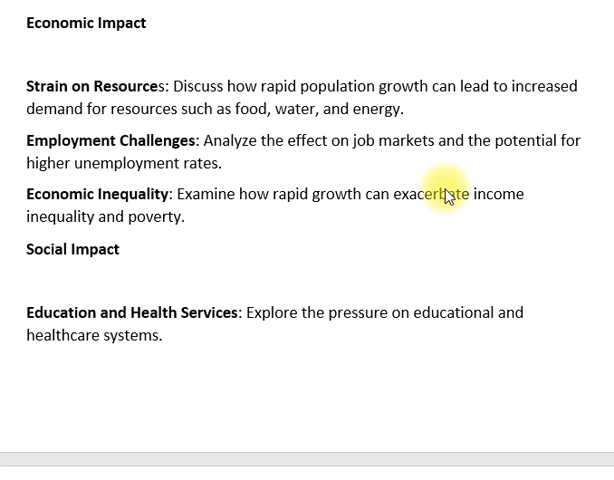 Economic Impact
Strain on Resources: Discuss how rapid population growth can lead to increased
demand for resources such as food, water, and energy.
Employment Challenges: Analyze the effect on job markets and the potential for
higher unemployment rates.
Economic Inequality: Examine how rapid growth can exacerbate income
inequality and poverty.
Social Impact
Education and Health Services: Explore the pressure on educational and
healthcare systems.